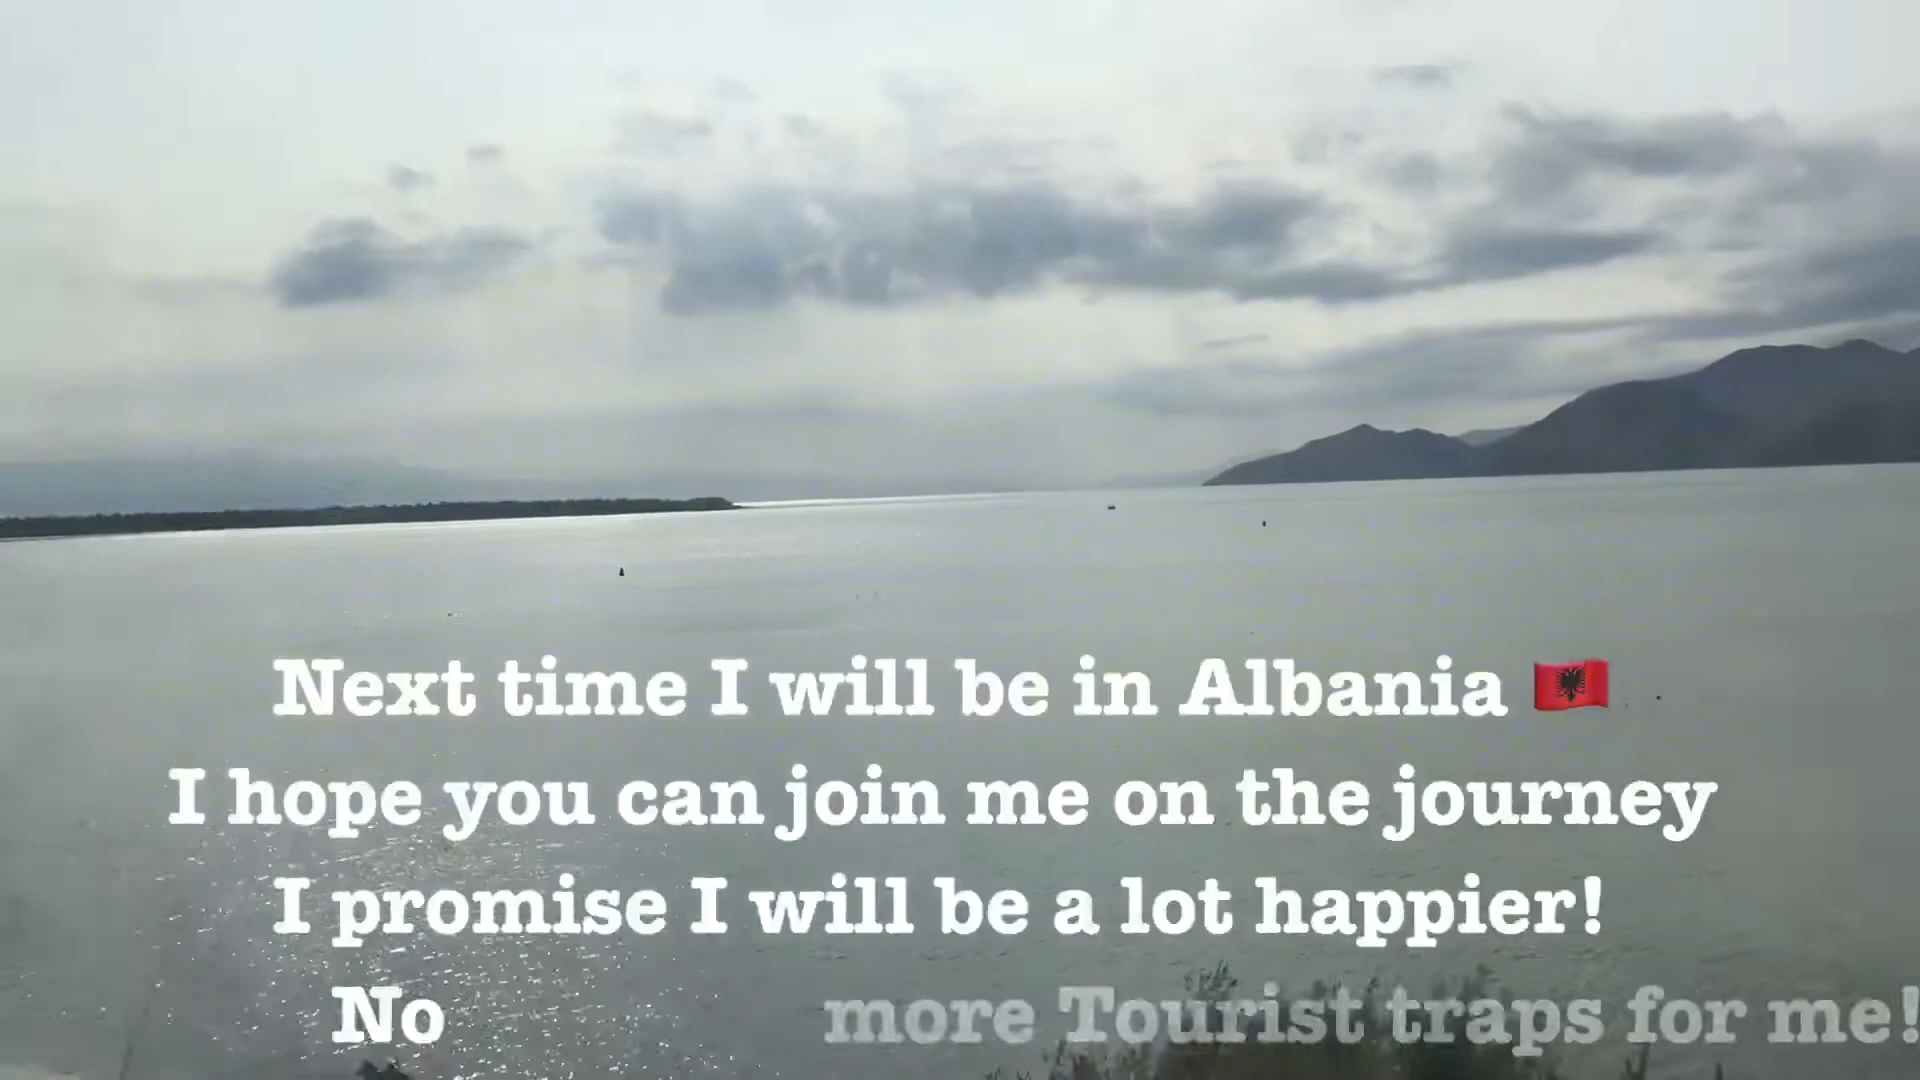 Next time I will be in Albania 🇦🇱
I hope you can join me on the journey
I promise I will be a lot happier!
No more Tourist traps for me!